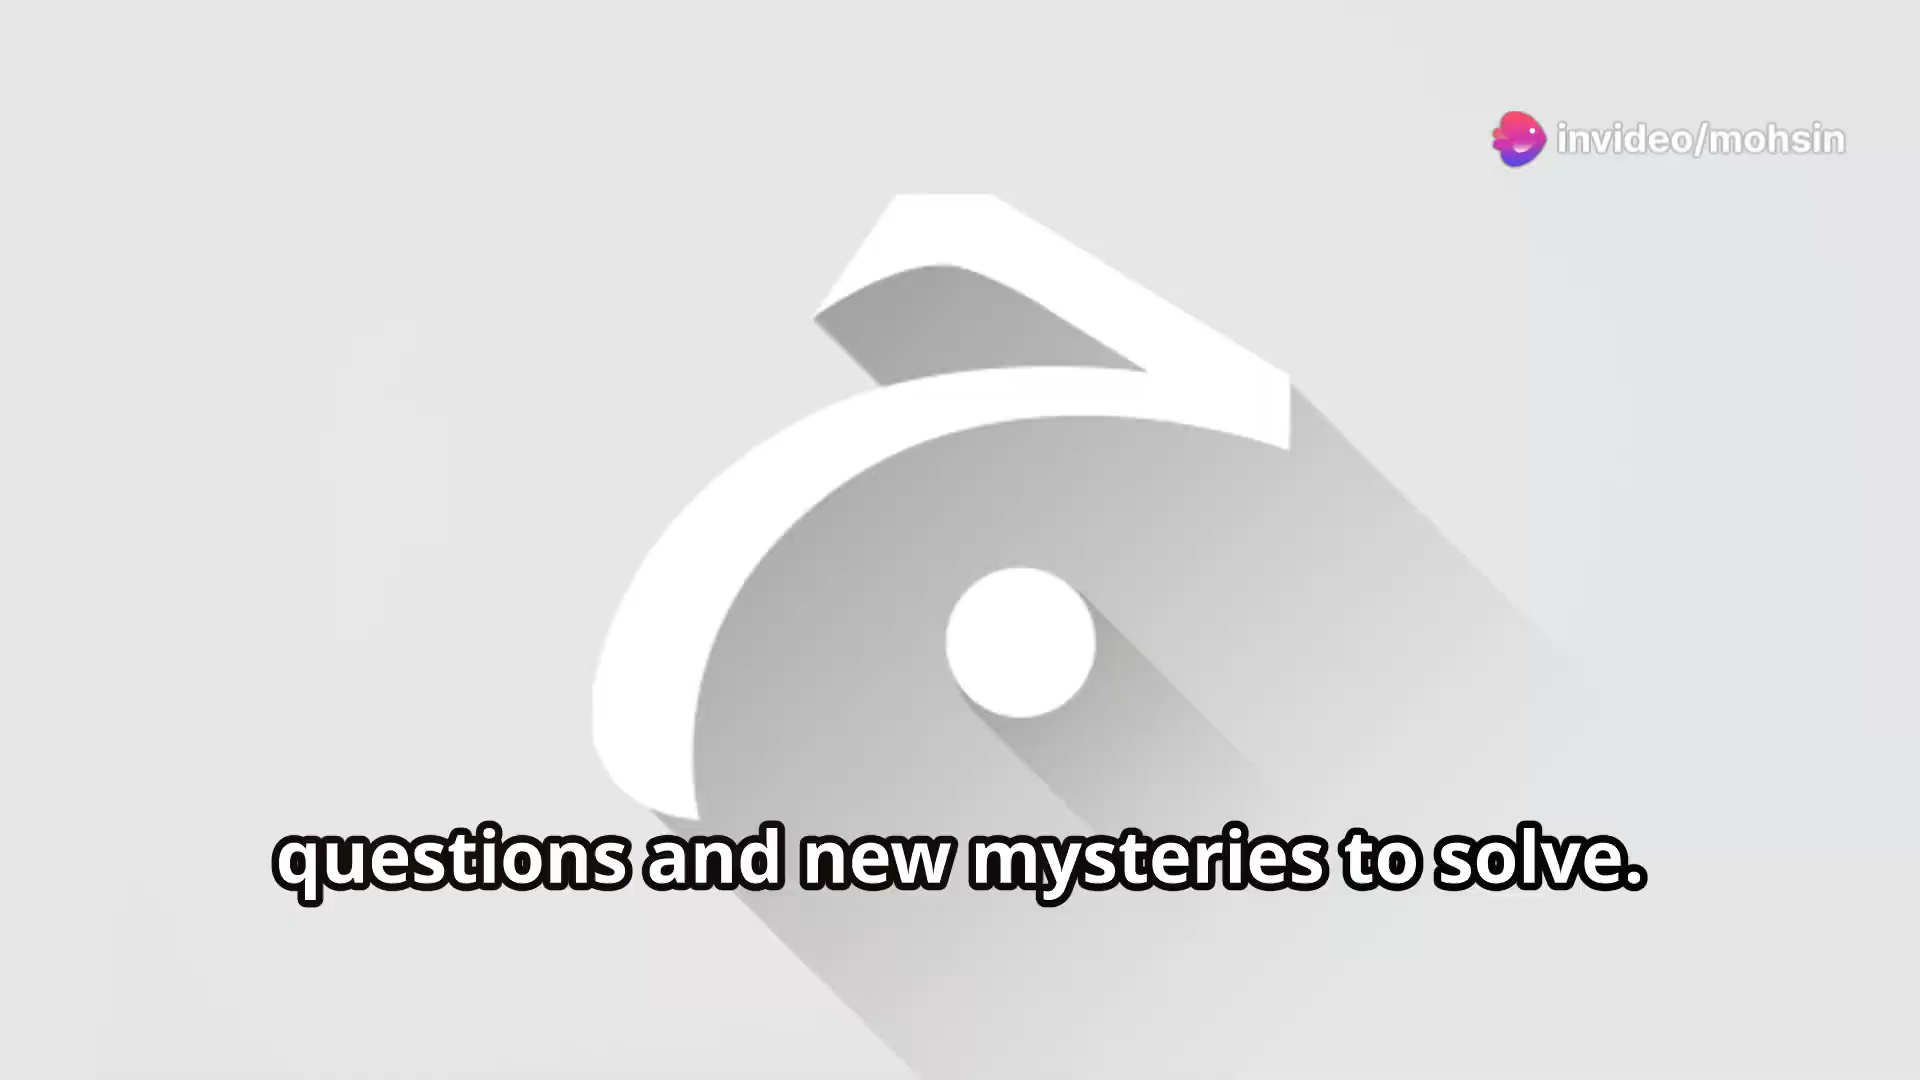 invideo/mohsin
ج
questions and new mysteries to solve.